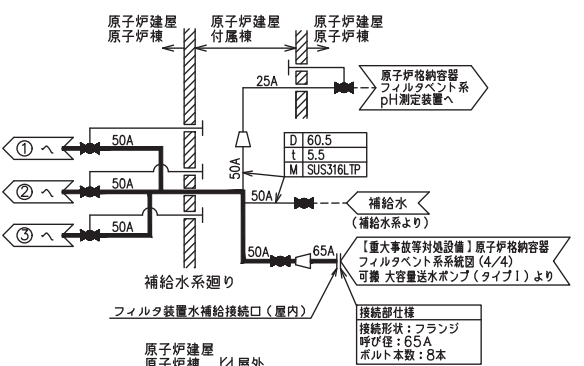 原子炉建屋
原子炉棟
原子炉建屋
付属棟
原子炉建屋
原子炉棟
25A
原子炉格納容器
フィルタベント系
pH測定装置へ
① へ
50A
② へ
50A
③ へ
50A
50A
D 60.5
t 5.5
M SUS316LTP
50A
補給水
(補給水系より)
50A
65A
【重大事故等対処設備】原子炉格納容器
フィルタベント系系統図(4/4)
可搬 大容量送水ポンプ(タイプⅠ)より
補給水系廻り
フィルタ装置水補給接続口(屋内)
接続部仕様
接続形状:フランジ
呼び径:65A
ボルト本数:8本
原子炉建屋
原子炉棟
屋外